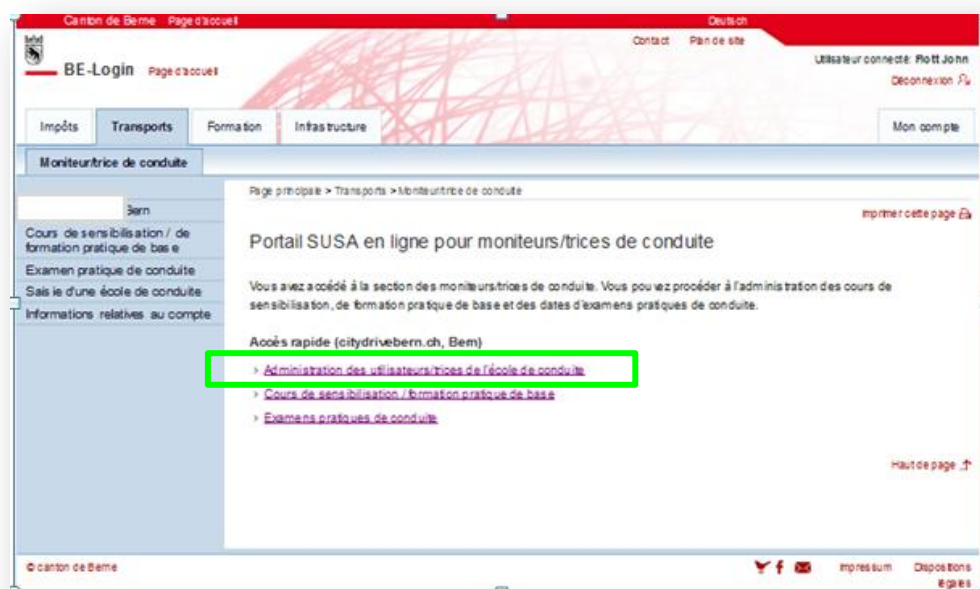 Canton de Berne Page d'accueil Deutsch
Contact Plan de site
BE-Login Page d'accueil
Utilisateur connecté: Rott John
Déconnexion
Impôts Transports Formation Infrastructure Mon compte
Moniteur/trice de conduite
Page principale > Transports > Moniteur/trice de conduite
Imprimer cette page
Bern
Cours de sensibilisation / de
formation pratique de base
Examen pratique de conduite
Saisie d'une école de conduite
Informations relatives au compte
Portail SUSA en ligne pour moniteurs/trices de conduite
Vous avez accédé à la section des moniteurs/trices de conduite. Vous pouvez procéder à l'administration des cours de
sensibilisation, de formation pratique de base et des dates d'examens pratiques de conduite.
Accès rapide (citydrivebern.ch, Bern)
› Administration des utilisateurs/trices de l'école de conduite
› Cours de sensibilisation / formation pratique de base
› Examens pratiques de conduite
Haut de page
© canton de Berne Impressum Dispositions
légales